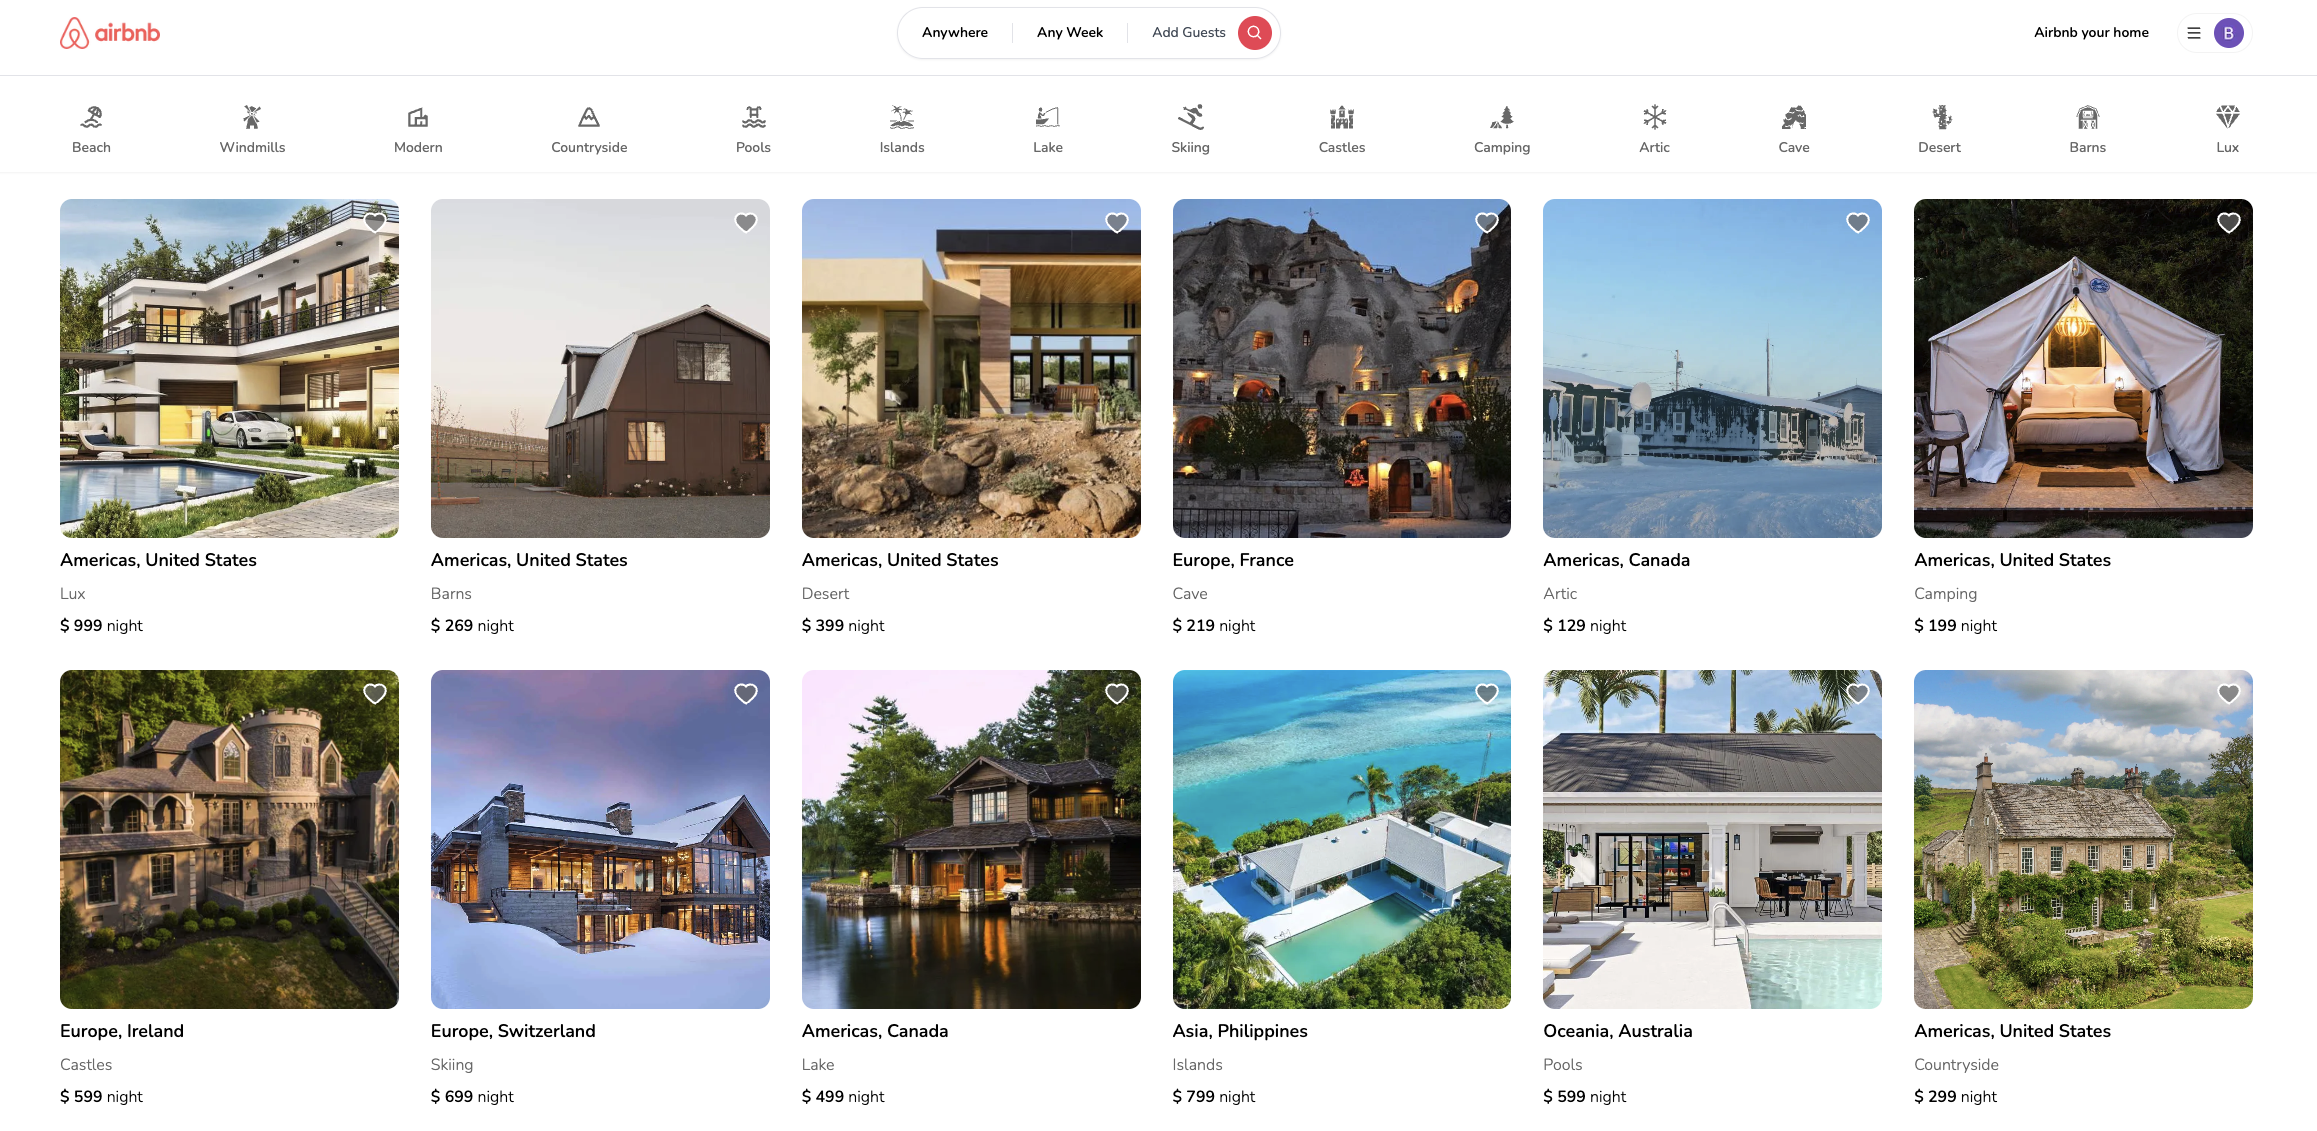 airbnb
Anywhere
Any Week
Add Guests
Airbnb your home
B
Beach
Windmills
Modern
Countryside
Pools
Islands
Lake
Skiing
Castles
Camping
Artic
Cave
Desert
Barns
Lux
Americas, United States
Lux
$ 999 night
Americas, United States
Barns
$ 269 night
Americas, United States
Desert
$ 399 night
Europe, France
Cave
$ 219 night
Americas, Canada
Artic
$ 129 night
Americas, United States
Camping
$ 199 night
Europe, Ireland
Castles
$ 599 night
Europe, Switzerland
Skiing
$ 699 night
Americas, Canada
Lake
$ 499 night
Asia, Philippines
Islands
$ 799 night
Oceania, Australia
Pools
$ 599 night
Americas, United States
Countryside
$ 299 night